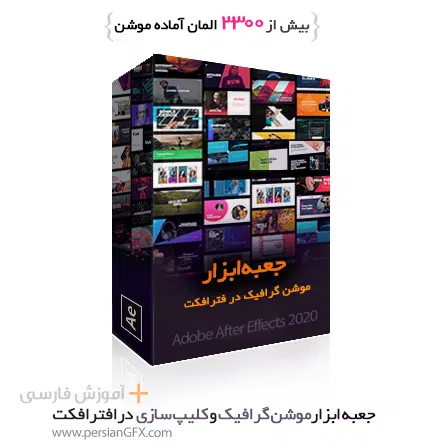 {بیش از ۲۳۰۰ المان آماده موشن}
جعبه‌ابزار
موشن گرافیک در فترافکت
Ae
Adobe After Effects 2020
+ آموزش فارسی
جعبه ابزار موشن گرافیک و کلیپ سازی در افترافکت
www.persianGFX.com